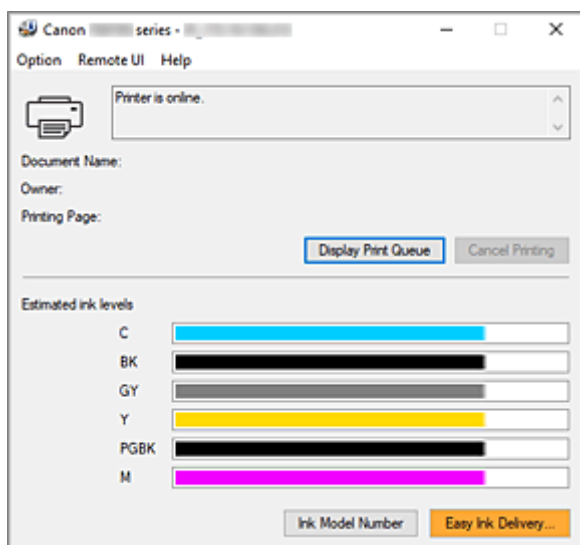 Canon series -
Option Remote UI Help
Printer is online.
Document Name:
Owner:
Printing Page:
Display Print Queue Cancel Printing
Estimated ink levels
C
BK
GY
Y
PGBK
M
Ink Model Number Easy Ink Delivery...